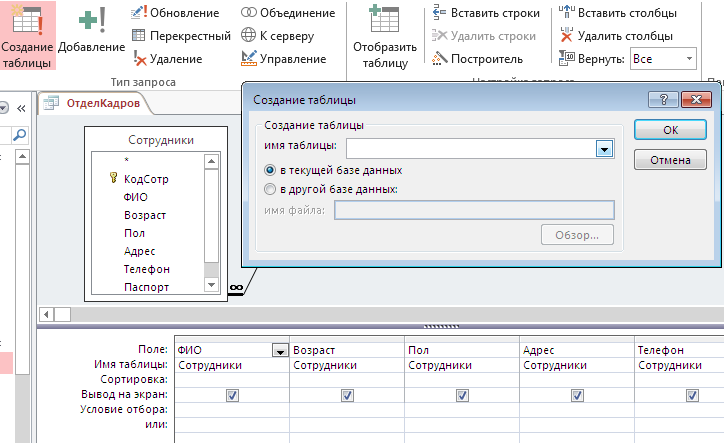 Создание таблицы
Добавление
Обновление
Перекрестный
Удаление
Объединение
К серверу
Управление
Тип запроса
Отобразить таблицу
Вставить строки
Удалить строки
Построитель
Вставить столбцы
Удалить столбцы
Вернуть: Все
ОтделКадров
Сотрудники
*
КодСотр
ФИО
Возраст
Пол
Адрес
Телефон
Паспорт
Создание таблицы
Создание таблицы
имя таблицы:
в текущей базе данных
в другой базе данных:
имя файла:
Обзор...
ОК
Отмена
Поле: ФИО Возраст Пол Адрес Телефон
Имя таблицы: Сотрудники Сотрудники Сотрудники Сотрудники Сотрудники
Сортировка:
Вывод на экран:
Условие отбора:
или: